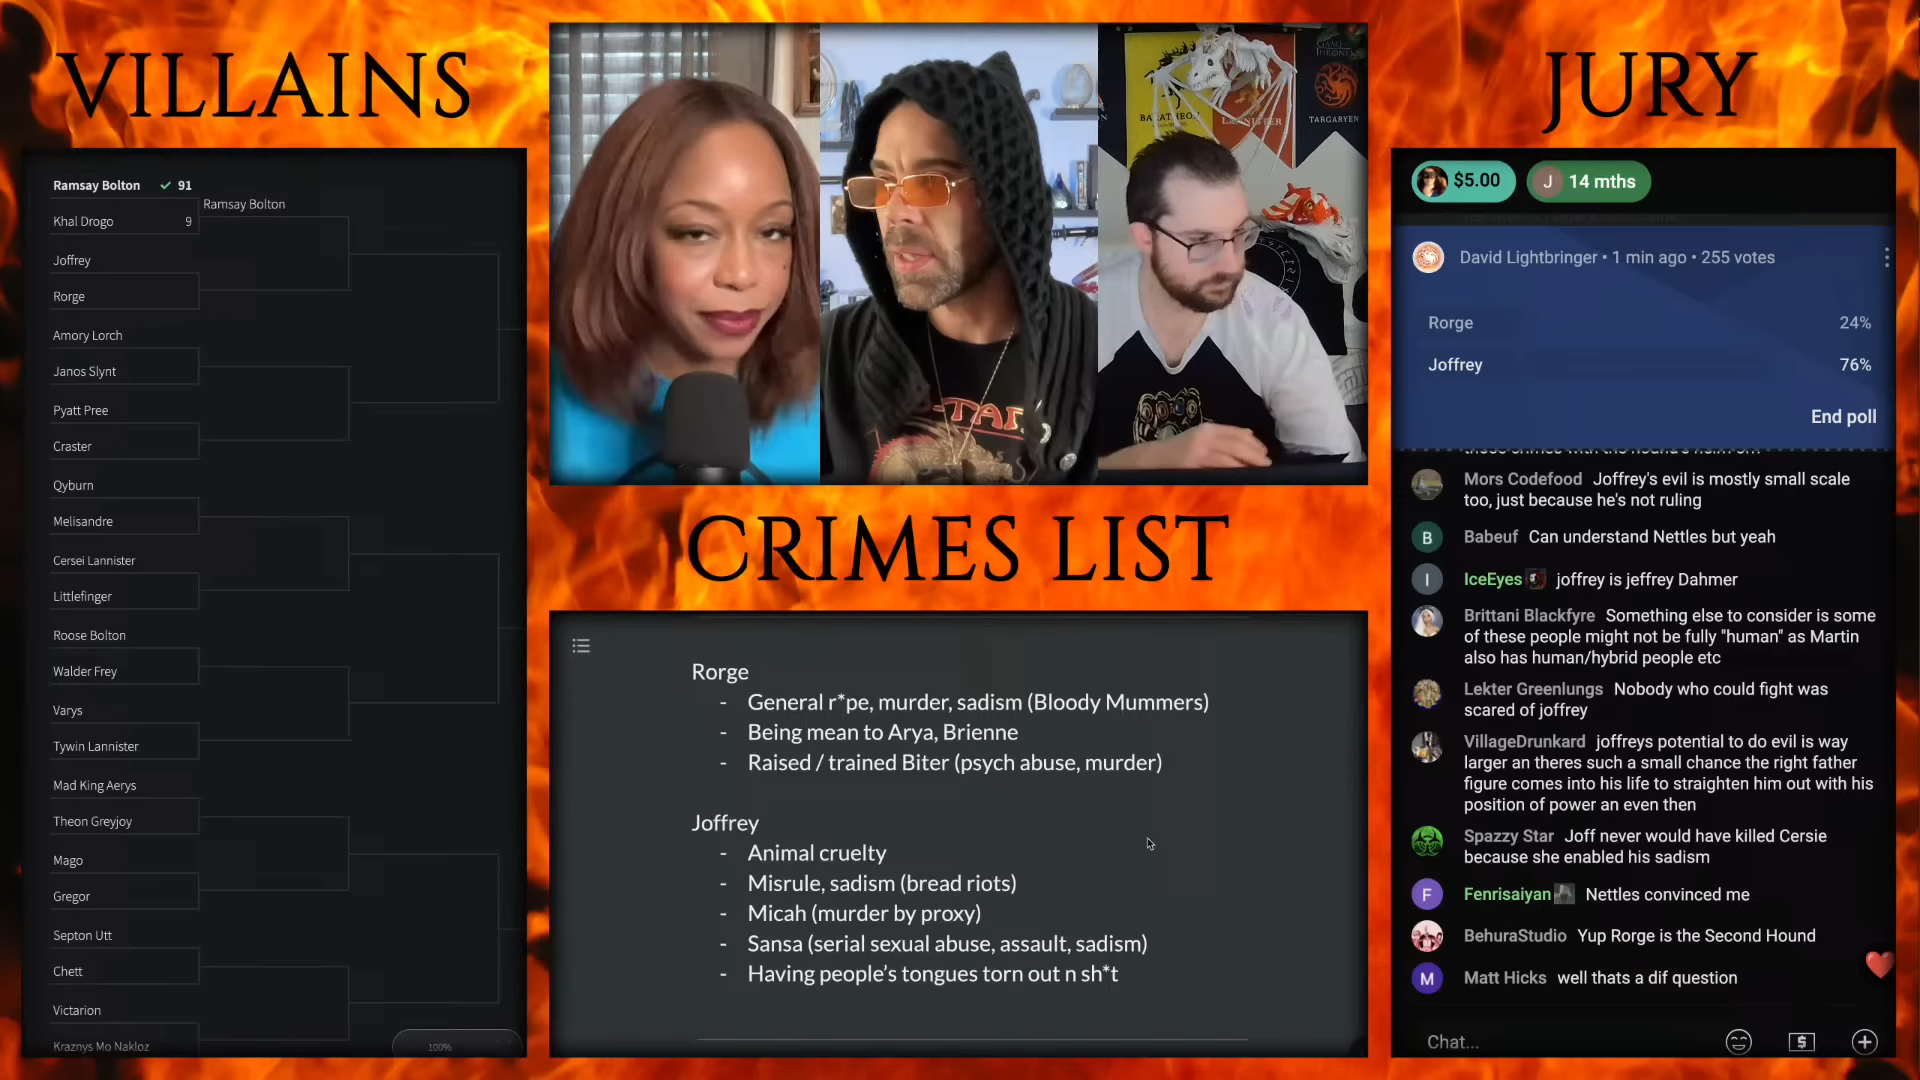 VILLAINS
Ramsay Bolton 91
Ramsay Bolton
Khal Drogo 9
Joffrey
Rorge
Amory Lorch
Janos Slynt
Pyatt Pree
Craster
Qyburn
Melisandre
Cersei Lannister
Littlefinger
Roose Bolton
Walder Frey
Varys
Tywin Lannister
Mad King Aerys
Theon Greyjoy
Mago
Gregor
Septon Utt
Chett
Victarion
Kraznys Mo Nakloz
100%
LANNISTER
TARGARYEN
CRIMES LIST
Rorge
- General r*pe, murder, sadism (Bloody Mummers)
- Being mean to Arya, Brienne
- Raised / trained Biter (psych abuse, murder)
Joffrey
- Animal cruelty
- Misrule, sadism (bread riots)
- Micah (murder by proxy)
- Sansa (serial sexual abuse, assault, sadism)
- Having people's tongues torn out n sh*t
JURY
$5.00
J 14 mths
David Lightbringer • 1 min ago • 255 votes
Rorge 24%
Joffrey 76%
End poll
Mors Codefood Joffrey's evil is mostly small scale
too, just because he's not ruling
B Babeuf Can understand Nettles but yeah
I IceEyes joffrey is jeffrey Dahmer
Brittani Blackfyre Something else to consider is some
of these people might not be fully "human" as Martin
also has human/hybrid people etc
Lekter Greenlungs Nobody who could fight was
scared of joffrey
VillageDrunkard joffreys potential to do evil is way
larger an theres such a small chance the right father
figure comes into his life to straighten him out with his
position of power an even then
Spazzy Star Joff never would have killed Cersie
because she enabled his sadism
F Fenrisaiyan Nettles convinced me
BehuraStudio Yup Rorge is the Second Hound
M Matt Hicks well thats a dif question
Chat...